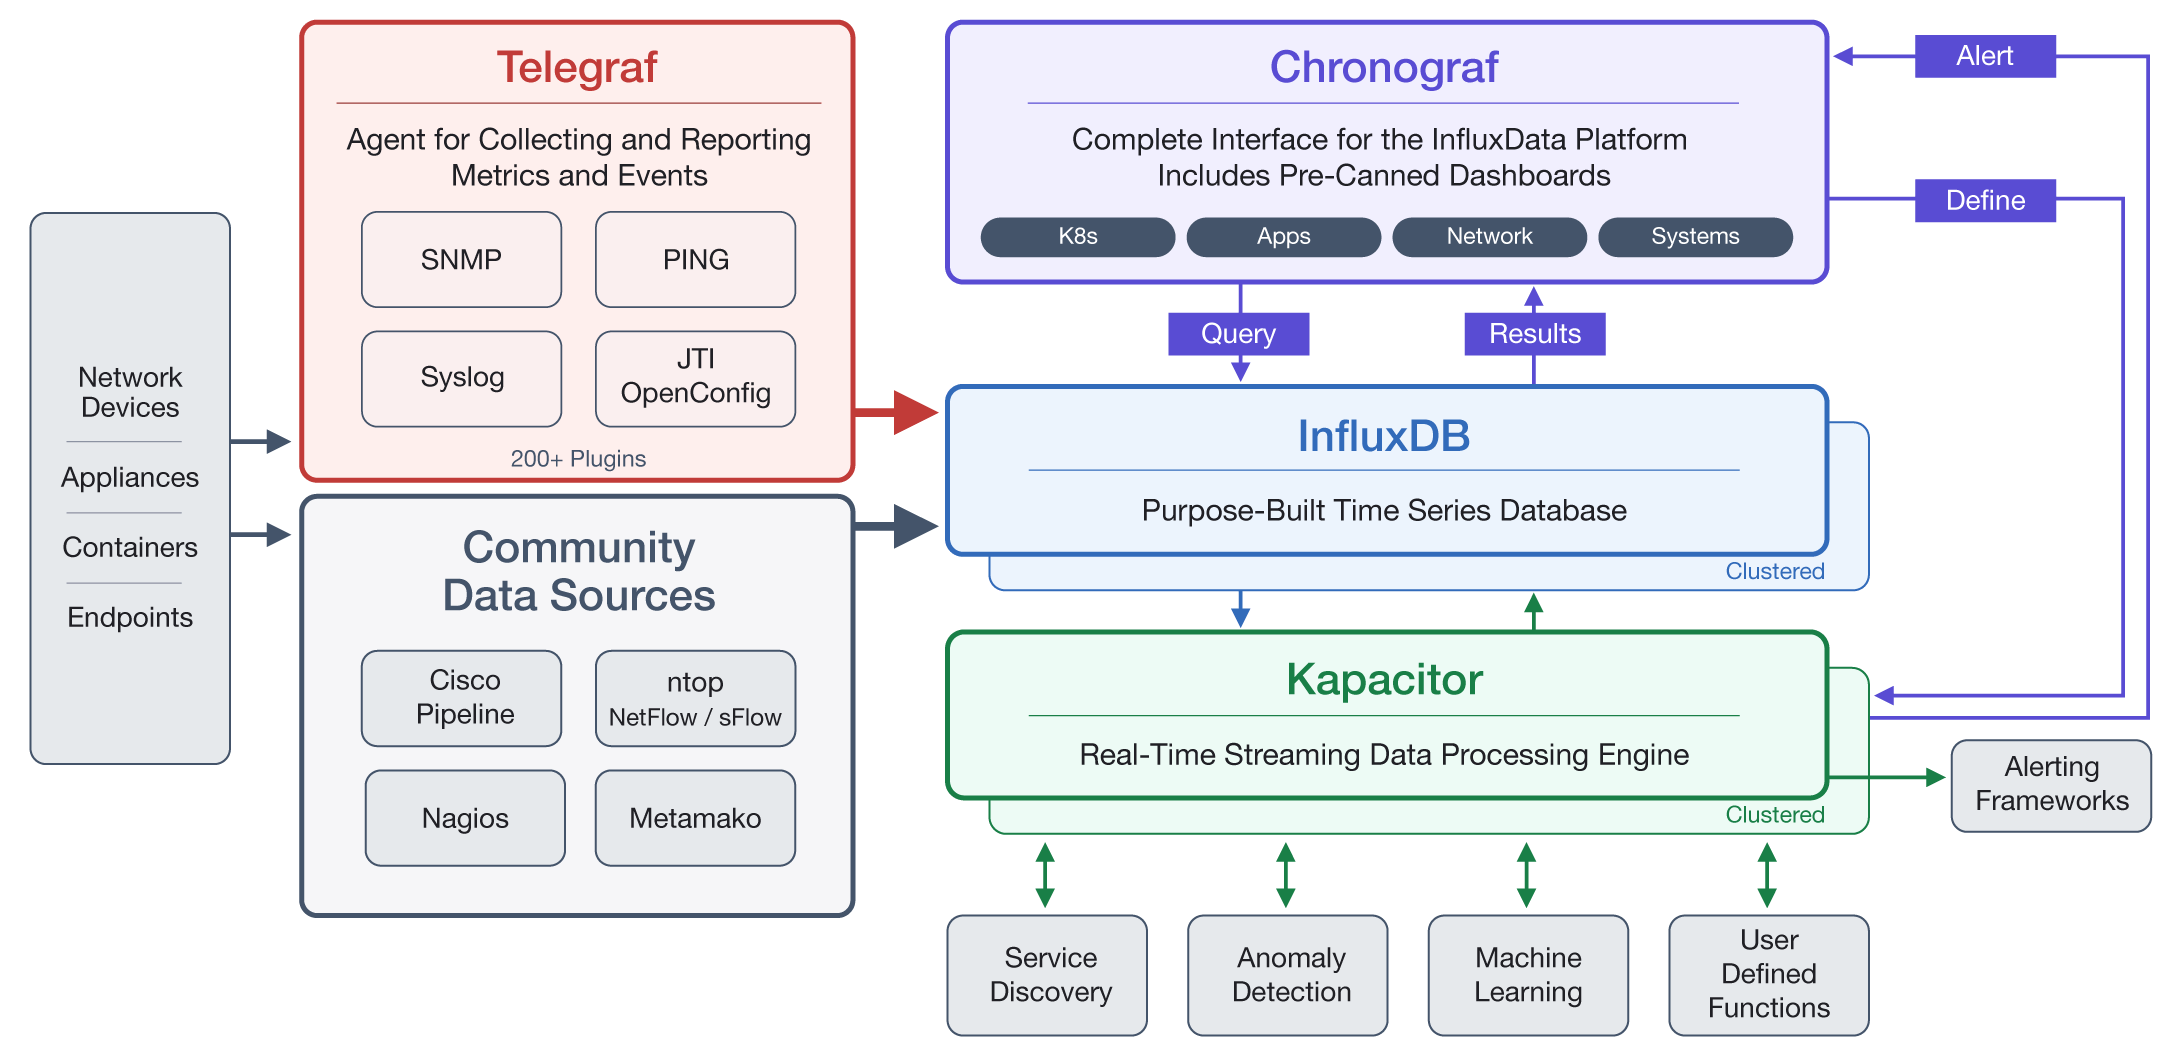 Network
Devices
Appliances
Containers
Endpoints
Telegraf
Agent for Collecting and Reporting
Metrics and Events
SNMP
PING
Syslog
JTI
OpenConfig
200+ Plugins
Community
Data Sources
Cisco
Pipeline
ntop
NetFlow / sFlow
Nagios
Metamako
Chronograf
Complete Interface for the InfluxData Platform
Includes Pre-Canned Dashboards
K8s
Apps
Network
Systems
Alert
Define
Query
Results
InfluxDB
Purpose-Built Time Series Database
Clustered
Kapacitor
Real-Time Streaming Data Processing Engine
Clustered
Alerting
Frameworks
Service
Discovery
Anomaly
Detection
Machine
Learning
User
Defined
Functions